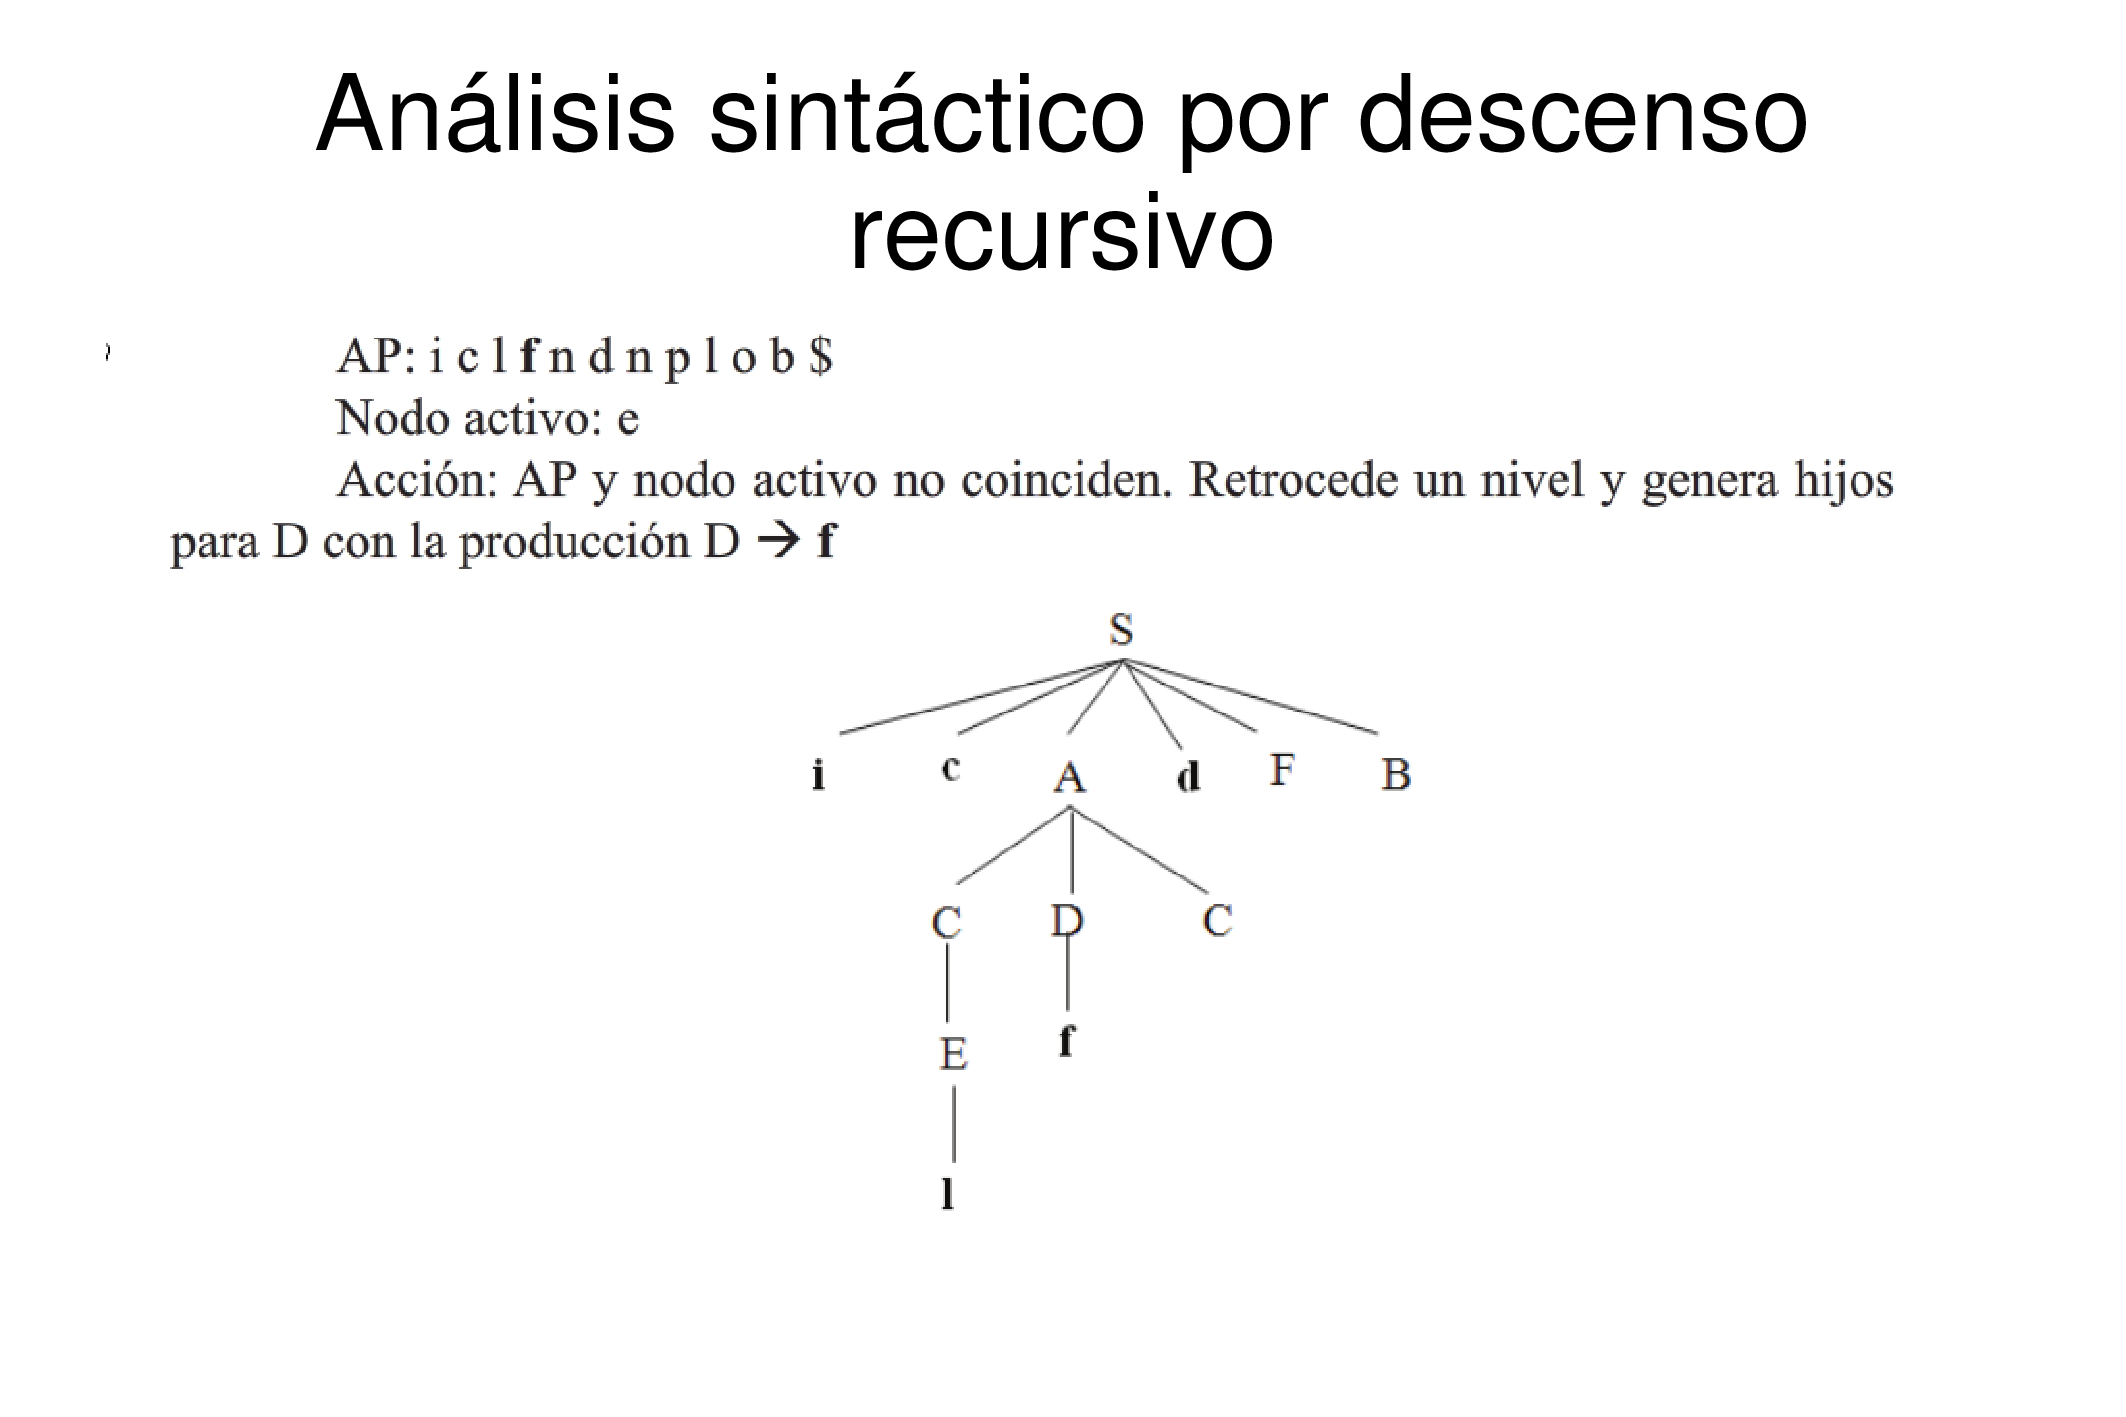 Análisis sintáctico por descenso
recursivo
AP: i c l f n d n p l o b $
Nodo activo: e
Acción: AP y nodo activo no coinciden. Retrocede un nivel y genera hijos
para D con la producción D → f
S
i c A d F B
C D C
E f
l